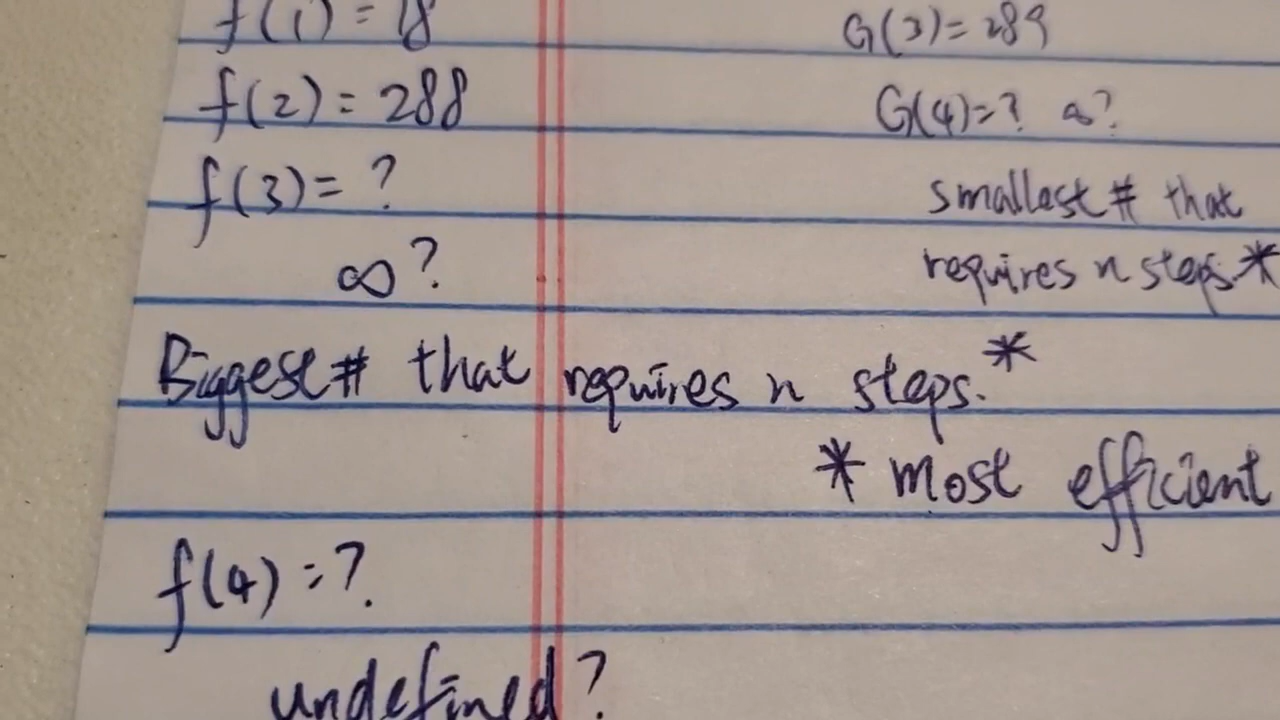 f(1) = 18
G(3) = 289
f(2) = 288
G(4) = ? ∞?
f(3) = ?
smallest # that
∞?
requires n steps.*
Biggest # that requires n steps.*
* most efficient
f(4) = ?
undefined?